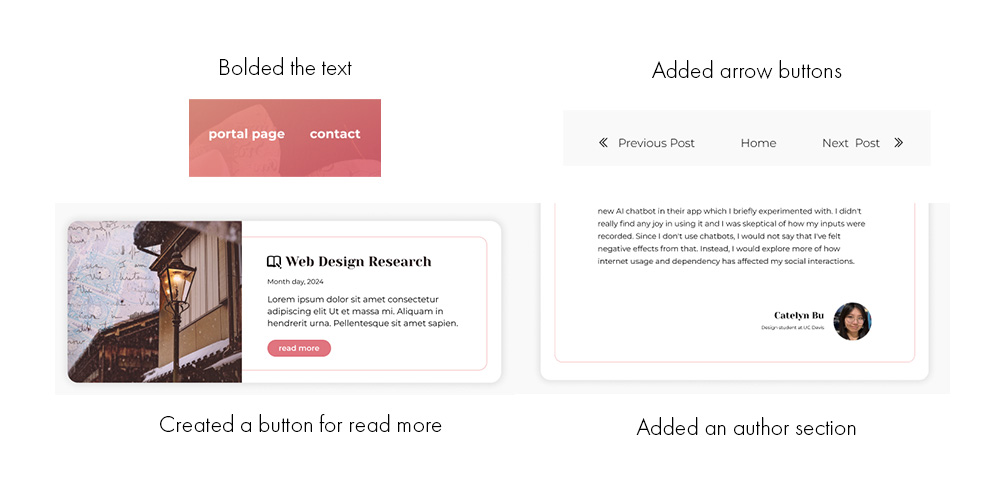 Bolded the text
portal page contact
Added arrow buttons
Previous Post Home Next Post
Web Design Research
Month day, 2024
Lorem ipsum dolor sit amet consectetur
adipiscing elit Ut et massa mi. Aliquam in
hendrerit urna. Pellentesque sit amet sapien.
read more
Created a button for read more
new AI chatbot in their app which I briefly experimented with. I didn't
really find any joy in using it and I was skeptical of how my inputs were
recorded. Since I don't use chatbots, I would not say that I've felt
negative effects from that. Instead, I would explore more of how
internet usage and dependency has affected my social interactions.
Catelyn Bu
Design student at UC Davis
Added an author section